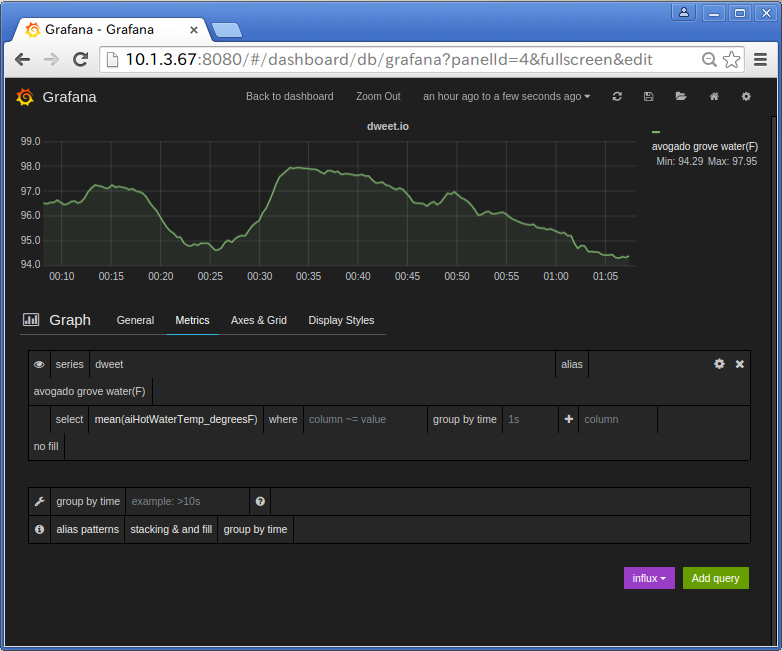 Grafana - Grafana
10.1.3.67:8080/#/dashboard/db/grafana?panelId=4&fullscreen&edit
Grafana Back to dashboard Zoom Out an hour ago to a few seconds ago
dweet.io
99.0
98.0
97.0
96.0
95.0
94.0
00:10 00:15 00:20 00:25 00:30 00:35 00:40 00:45 00:50 00:55 01:00 01:05
avogado grove water(F)
Min: 94.29 Max: 97.95
Graph General Metrics Axes & Grid Display Styles
series dweet alias
avogado grove water(F)
select mean(aiHotWaterTemp_degreesF) where column ~= value group by time 1s column
no fill
group by time example: >10s
alias patterns stacking & and fill group by time
influx Add query